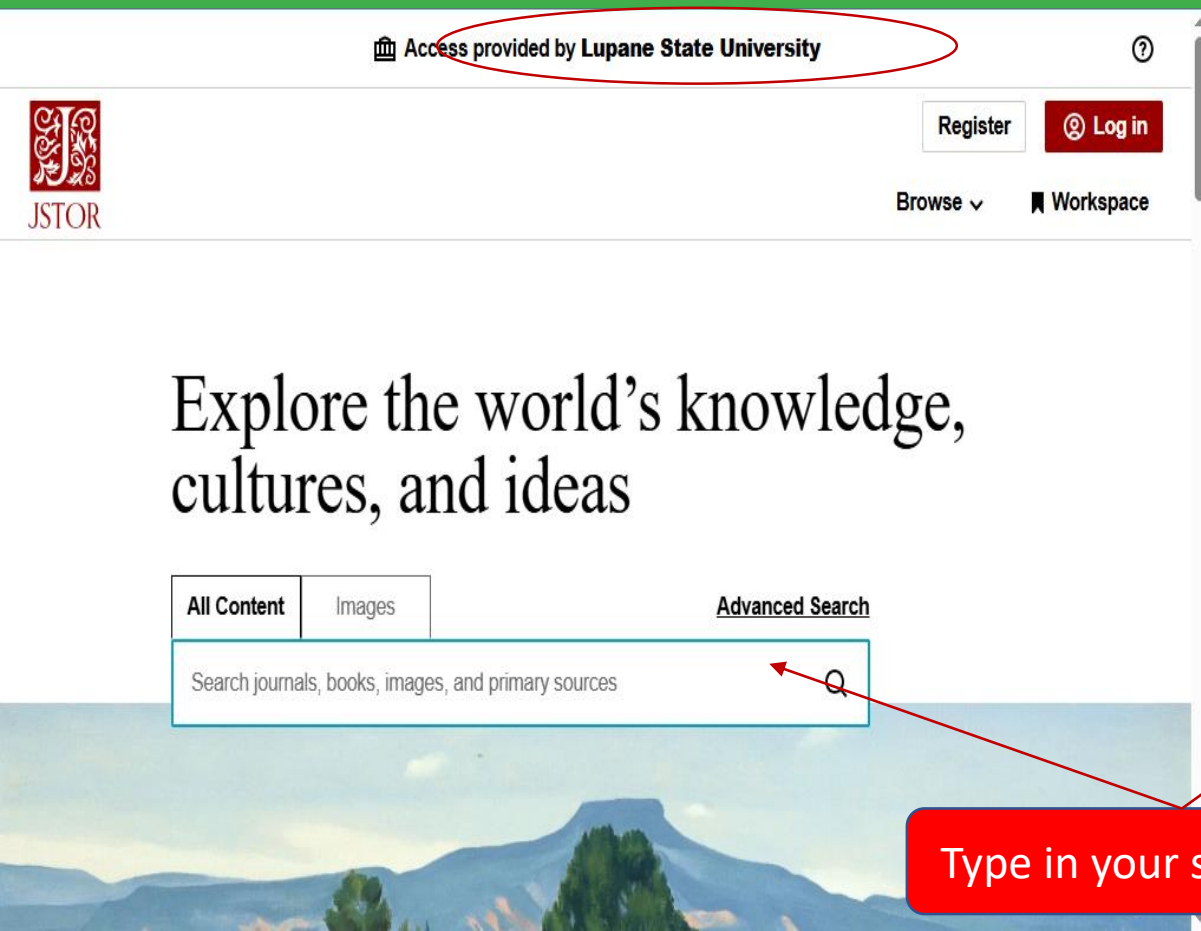 Access provided by Lupane State University
JSTOR
Register
Log in
Browse
Workspace
Explore the world’s knowledge,
cultures, and ideas
All Content
Images
Advanced Search
Search journals, books, images, and primary sources
Type in your